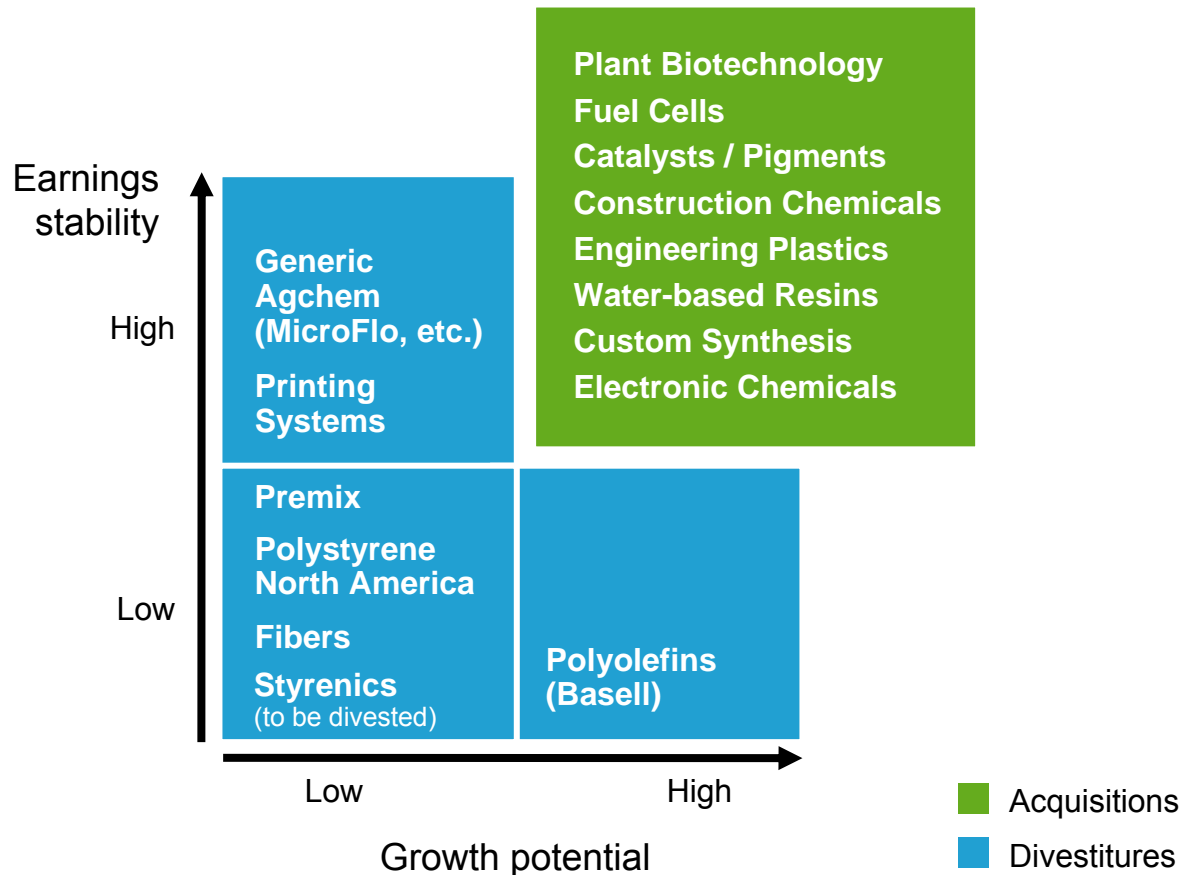 Plant Biotechnology
Fuel Cells
Catalysts / Pigments
Construction Chemicals
Engineering Plastics
Water-based Resins
Custom Synthesis
Electronic Chemicals
Earnings
stability
High
Low
Generic
Agchem
(MicroFlo, etc.)
Printing
Systems
Premix
Polystyrene
North America
Fibers
Styrenics
(to be divested)
Polyolefins
(Basell)
Low
High
Growth potential
Acquisitions
Divestitures